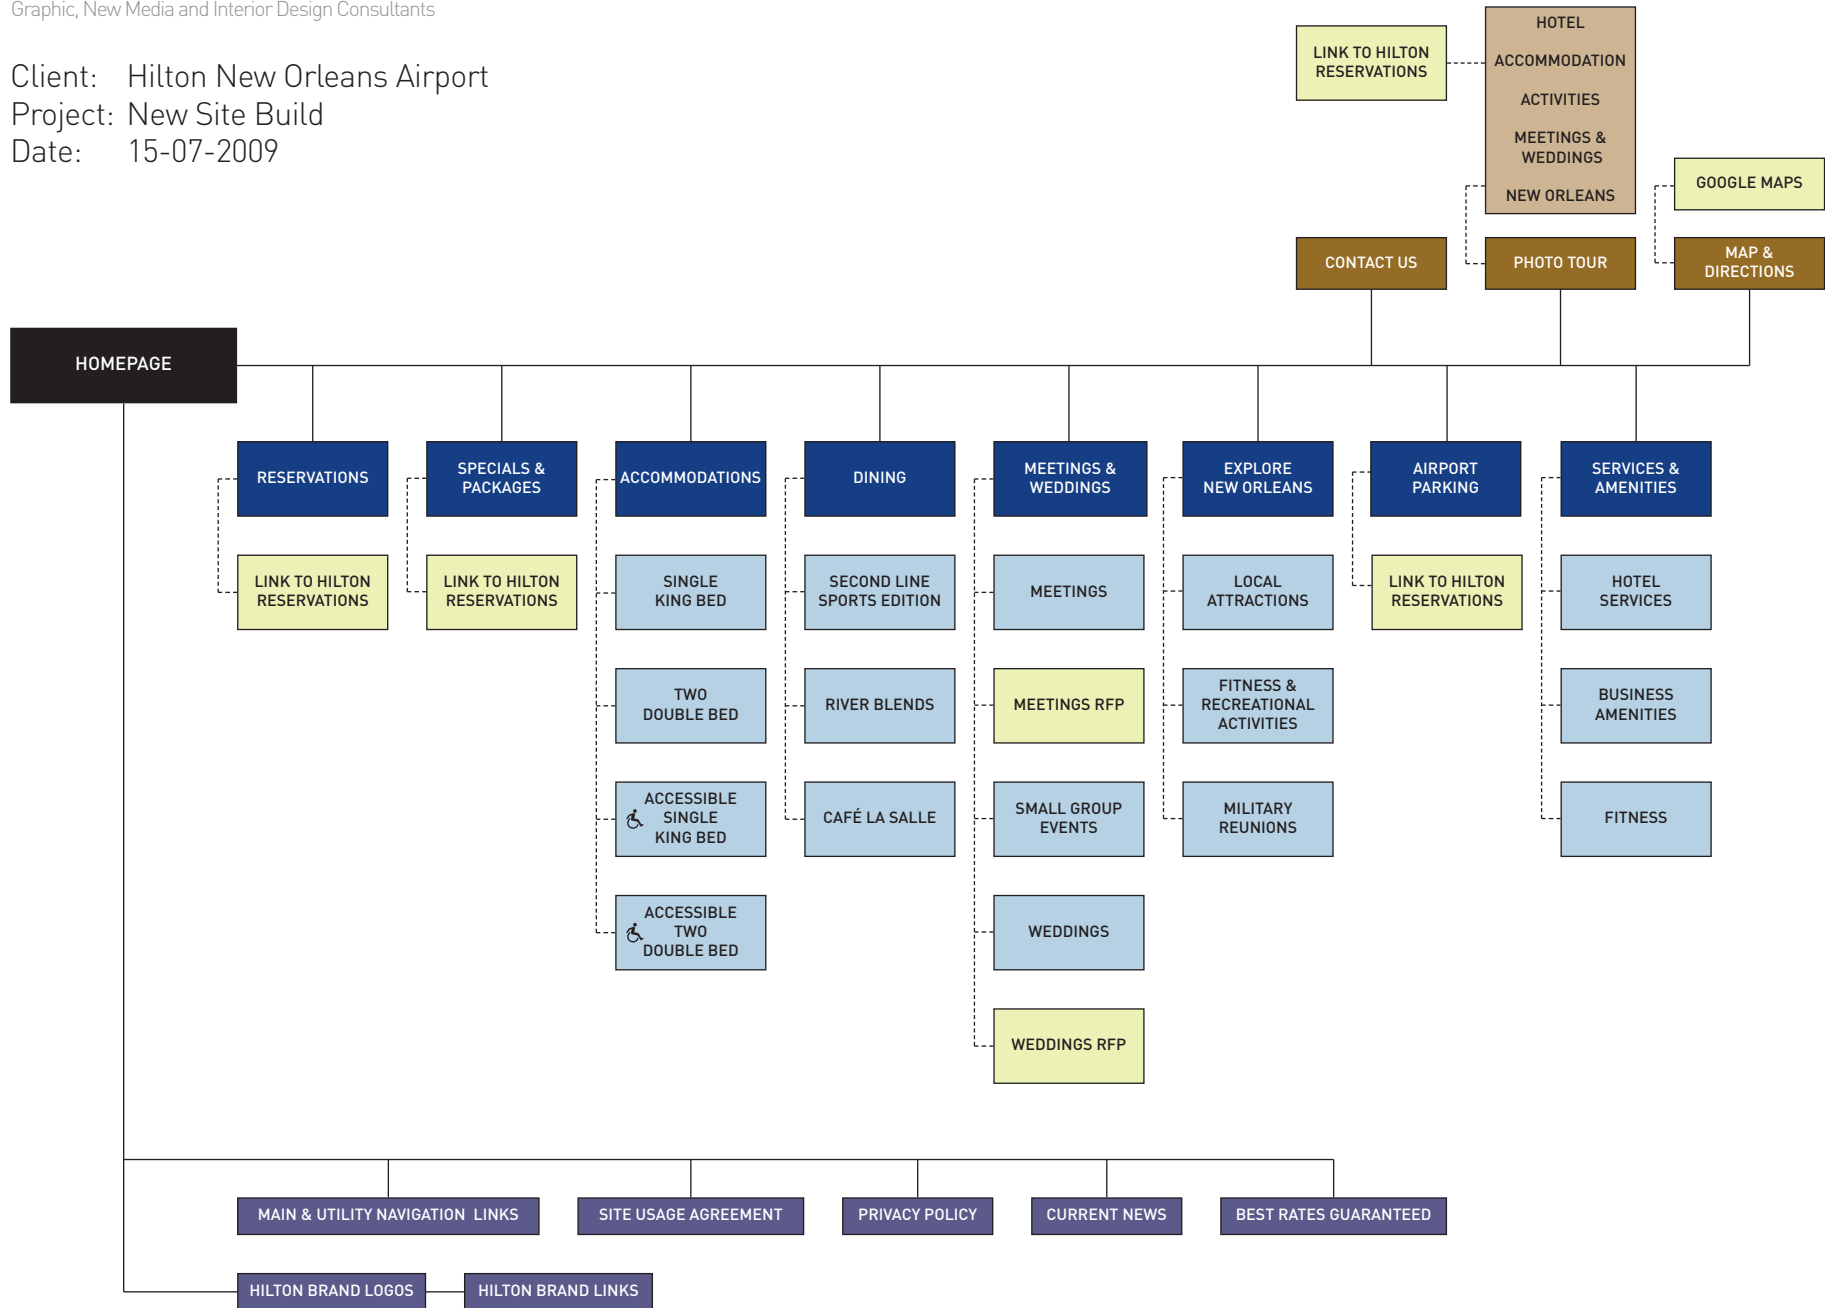 Graphic, New Media and Interior Design Consultants
Client: Hilton New Orleans Airport
Project: New Site Build
Date: 15-07-2009
LINK TO HILTON
RESERVATIONS
HOTEL
ACCOMMODATION
ACTIVITIES
MEETINGS &
WEDDINGS
NEW ORLEANS
GOOGLE MAPS
CONTACT US
PHOTO TOUR
MAP &
DIRECTIONS
HOMEPAGE
RESERVATIONS
SPECIALS &
PACKAGES
ACCOMMODATIONS
DINING
MEETINGS &
WEDDINGS
EXPLORE
NEW ORLEANS
AIRPORT
PARKING
SERVICES &
AMENITIES
LINK TO HILTON
RESERVATIONS
LINK TO HILTON
RESERVATIONS
SINGLE
KING BED
SECOND LINE
SPORTS EDITION
MEETINGS
LOCAL
ATTRACTIONS
LINK TO HILTON
RESERVATIONS
HOTEL
SERVICES
TWO
DOUBLE BED
RIVER BLENDS
MEETINGS RFP
FITNESS &
RECREATIONAL
ACTIVITIES
BUSINESS
AMENITIES
ACCESSIBLE
SINGLE
KING BED
CAFÉ LA SALLE
SMALL GROUP
EVENTS
MILITARY
REUNIONS
FITNESS
ACCESSIBLE
TWO
DOUBLE BED
WEDDINGS
WEDDINGS RFP
MAIN & UTILITY NAVIGATION LINKS
SITE USAGE AGREEMENT
PRIVACY POLICY
CURRENT NEWS
BEST RATES GUARANTEED
HILTON BRAND LOGOS
HILTON BRAND LINKS